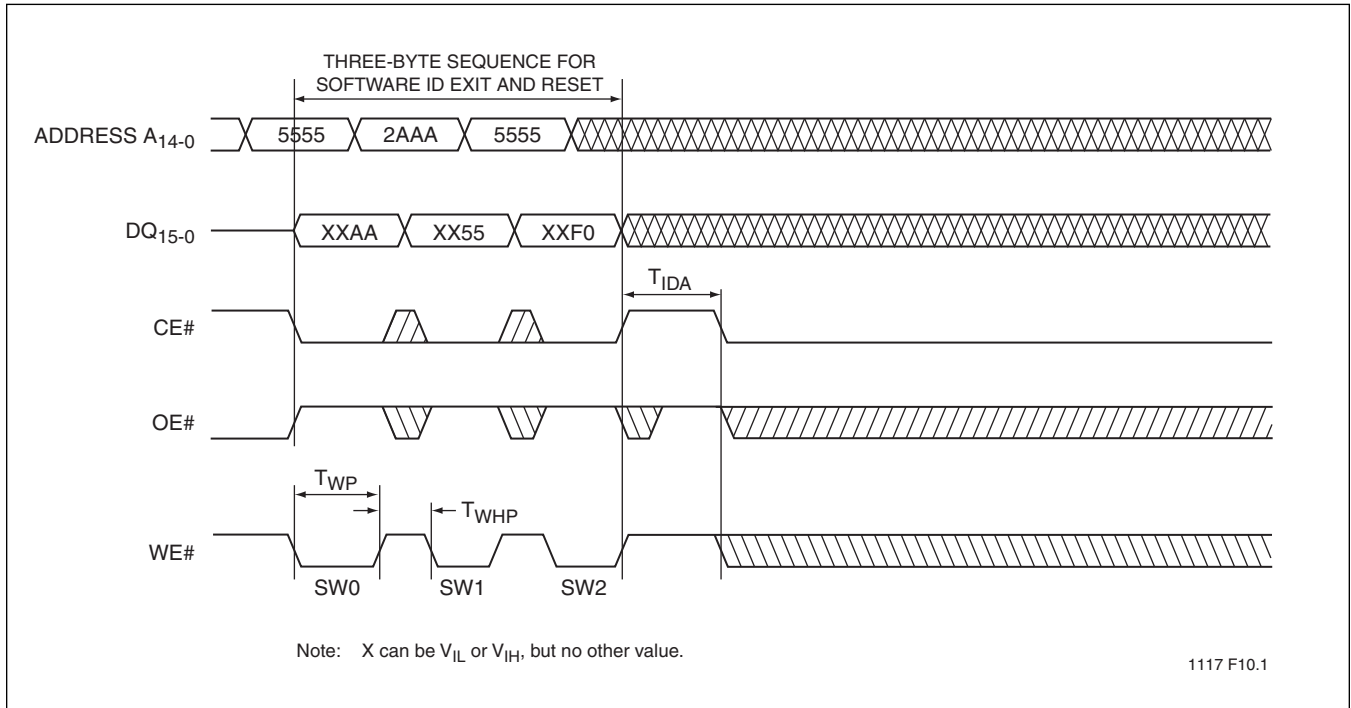 THREE-BYTE SEQUENCE FOR
SOFTWARE ID EXIT AND RESET
ADDRESS A14-0
5555
2AAA
5555
DQ15-0
XXAA
XX55
XXF0
TIDA
CE#
OE#
TWP
TWHP
WE#
SW0
SW1
SW2
Note: X can be VIL or VIH, but no other value.
1117 F10.1